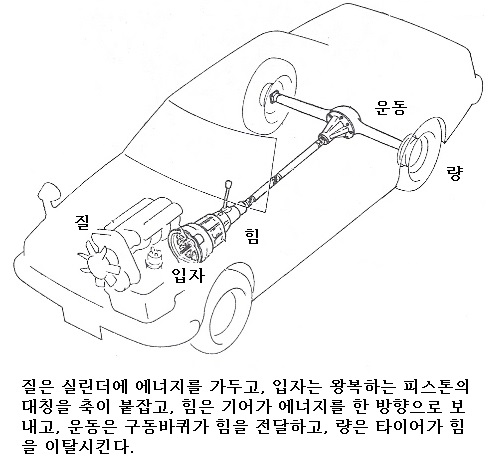 운동
량
질
힘
입자
질은 실린더에 에너지를 가두고, 입자는 왕복하는 피스톤의
대칭을 축이 붙잡고, 힘은 기어가 에너지를 한 방향으로 보
내고, 운동은 구동바퀴가 힘을 전달하고, 량은 타이어가 힘
을 이탈시킨다.